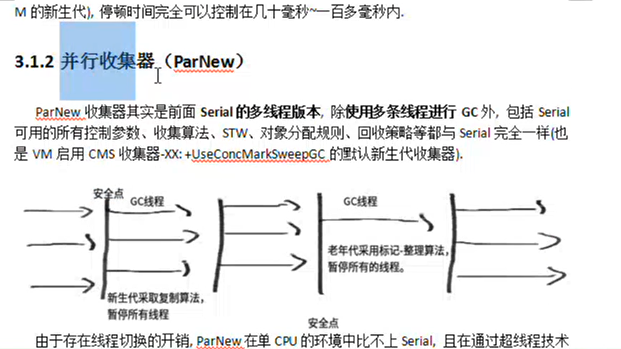 M 的新生代), 停顿时间完全可以控制在几十毫秒~一百多毫秒内.
3.1.2 并行收集器（ParNew）
ParNew 收集器其实是前面 Serial 的多线程版本, 除使用多条线程进行 GC 外, 包括 Serial
可用的所有控制参数、收集算法、STW、对象分配规则、回收策略等都与 Serial 完全一样(也
是 VM 启用 CMS 收集器-XX: +UseConcMarkSweepGC 的默认新生代收集器).
安全点
GC线程
GC线程
老年代采用标记-整理算法，
暂停所有的线程。
新生代采取复制算法，
暂停所有线程
安全点
由于存在线程切换的开销, ParNew 在单 CPU 的环境中比不上 Serial, 且在通过超线程技术